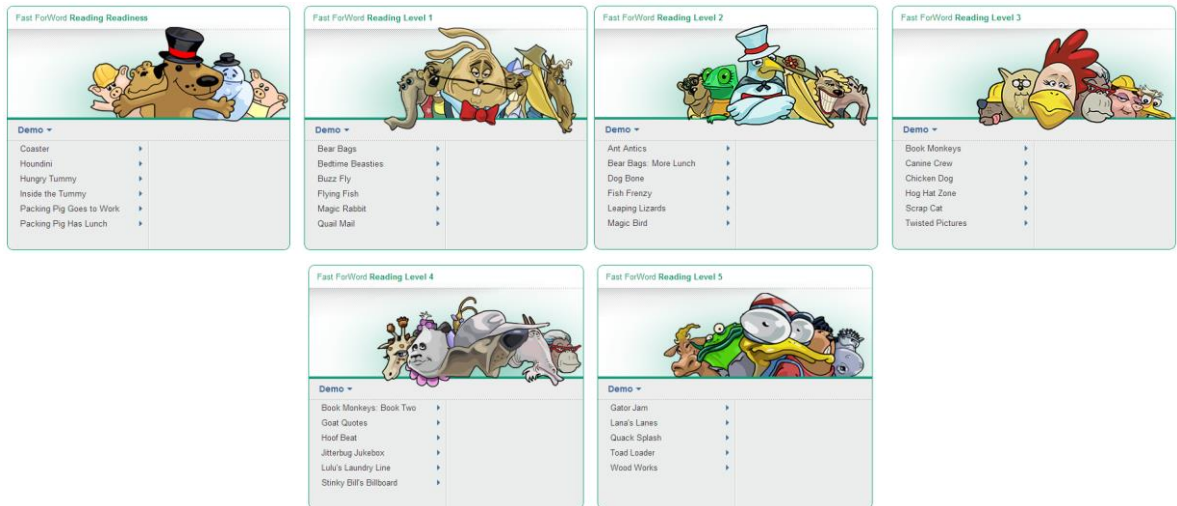 Fast ForWord Reading Readiness
Demo
Coaster
Houndini
Hungry Tummy
Inside the Tummy
Packing Pig Goes to Work
Packing Pig Has Lunch
Fast ForWord Reading Level 1
Demo
Bear Bags
Bedtime Beasties
Buzz Fly
Flying Fish
Magic Rabbit
Quail Mail
Fast ForWord Reading Level 2
Demo
Ant Antics
Bear Bags: More Lunch
Dog Bone
Fish Frenzy
Leaping Lizards
Magic Bird
Fast ForWord Reading Level 3
Demo
Book Monkeys
Canine Crew
Chicken Dog
Hog Hat Zone
Scrap Cat
Twisted Pictures
Fast ForWord Reading Level 4
Demo
Book Monkeys: Book Two
Goat Quotes
Hoof Beat
Jitterbug Jukebox
Lulu's Laundry Line
Stinky Bill's Billboard
Fast ForWord Reading Level 5
Demo
Gator Jam
Lana's Lanes
Quack Splash
Toad Loader
Wood Works